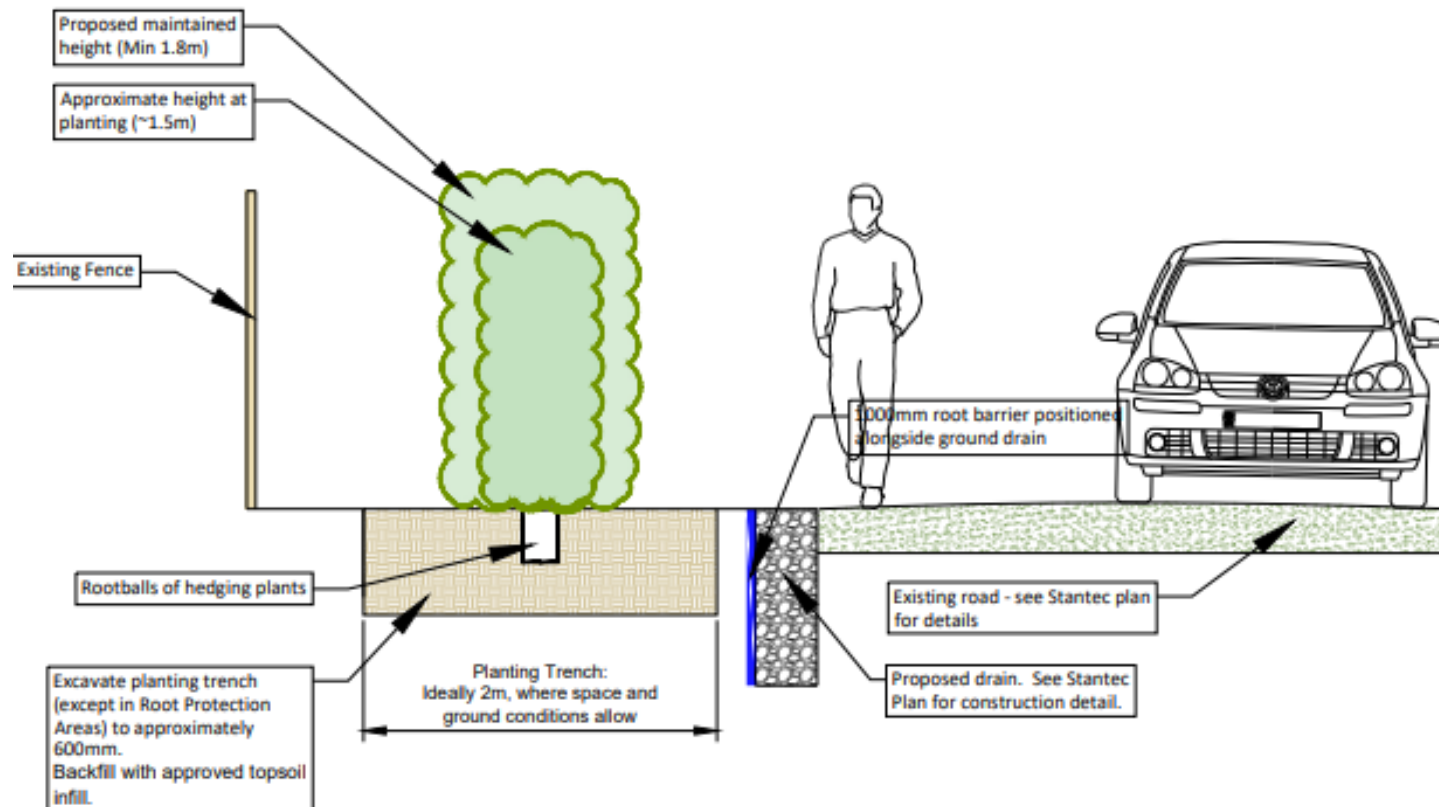 Proposed maintained
height (Min 1.8m)
Approximate height at
planting (~1.5m)
Existing Fence
1000mm root barrier positioned
alongside ground drain
Rootballs of hedging plants
Existing road - see Stantec plan
for details
Excavate planting trench
(except in Root Protection
Areas) to approximately
600mm.
Backfill with approved topsoil
infill.
Planting Trench:
Ideally 2m, where space and
ground conditions allow
Proposed drain. See Stantec
Plan for construction detail.